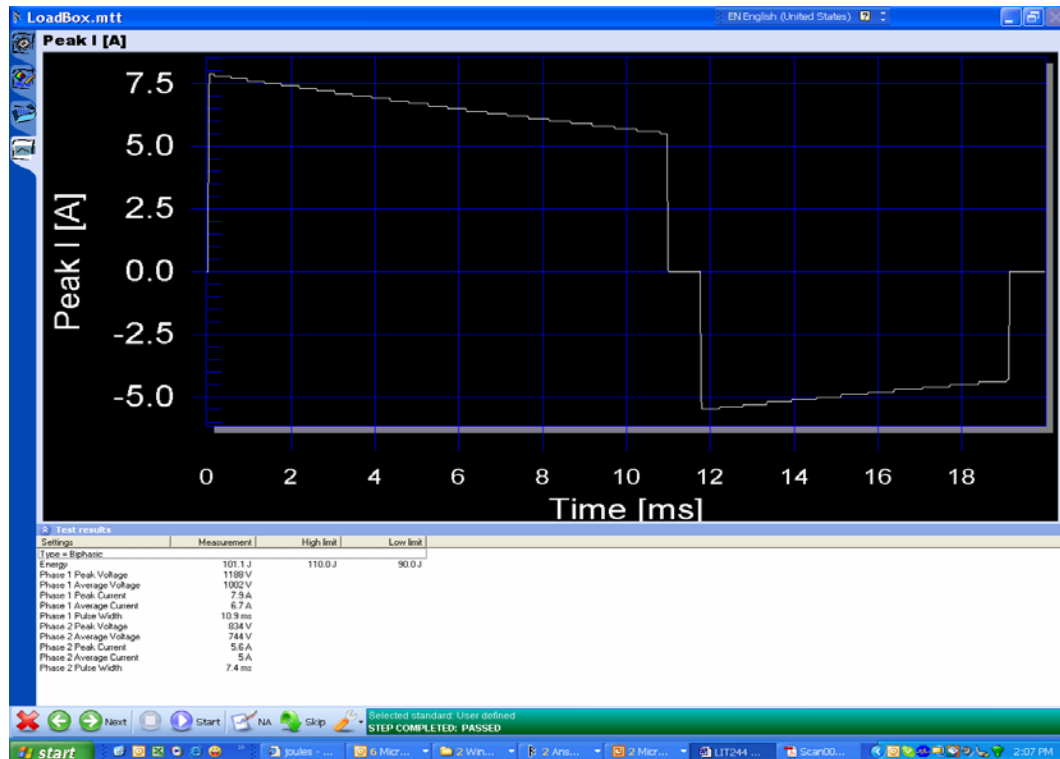 LoadBox.mtt
EN English (United States)
Peak I [A]
7.5
5.0
2.5
0.0
-2.5
-5.0
Peak I [A]
0 2 4 6 8 10 12 14 16 18
Time [ms]
Test results
Settings Measurement High limit Low limit
Type = Biphasic
Energy 101.1 J 110.0 J 90.0 J
Phase 1 Peak Voltage 1188 V
Phase 1 Average Voltage 1002 V
Phase 1 Peak Current 7.9 A
Phase 1 Average Current 6.7 A
Phase 1 Pulse Width 10.9 ms
Phase 2 Peak Voltage 834 V
Phase 2 Average Voltage 744 V
Phase 2 Peak Current 5.6 A
Phase 2 Average Current 5 A
Phase 2 Pulse Width 7.4 ms
Next Start NA Skip
Selected standard: User defined
STEP COMPLETED: PASSED
start joules - ... 6 Micr... 2 Win... 2 Ans... 2 Micr... LIT244 ... Scan00... 2:07 PM